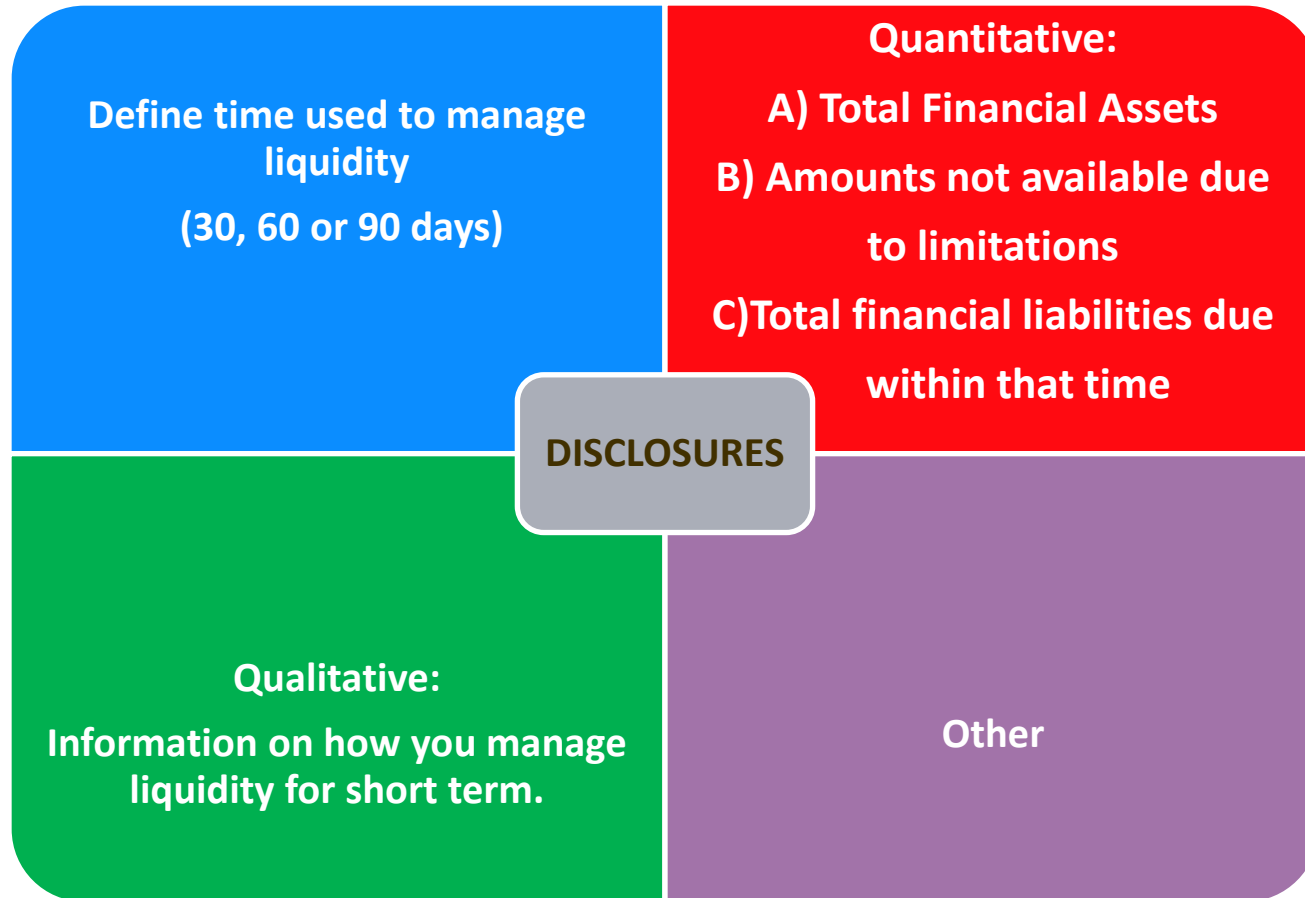 Define time used to manage
liquidity
(30, 60 or 90 days)
Quantitative:
A) Total Financial Assets
B) Amounts not available due
to limitations
C)Total financial liabilities due
within that time
DISCLOSURES
Qualitative:
Information on how you manage
liquidity for short term.
Other